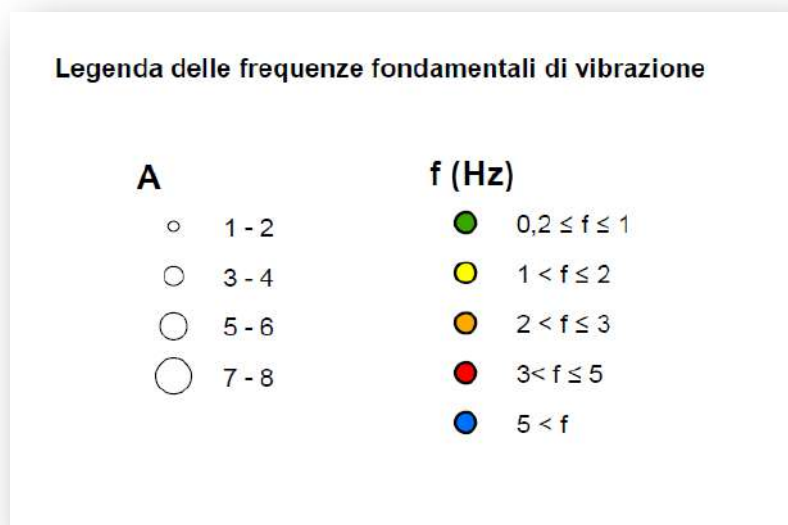 Legenda delle frequenze fondamentali di vibrazione
A
1 - 2
3 - 4
5 - 6
7 - 8
f (Hz)
0,2 ≤ f ≤ 1
1 < f ≤ 2
2 < f ≤ 3
3< f ≤ 5
5 < f